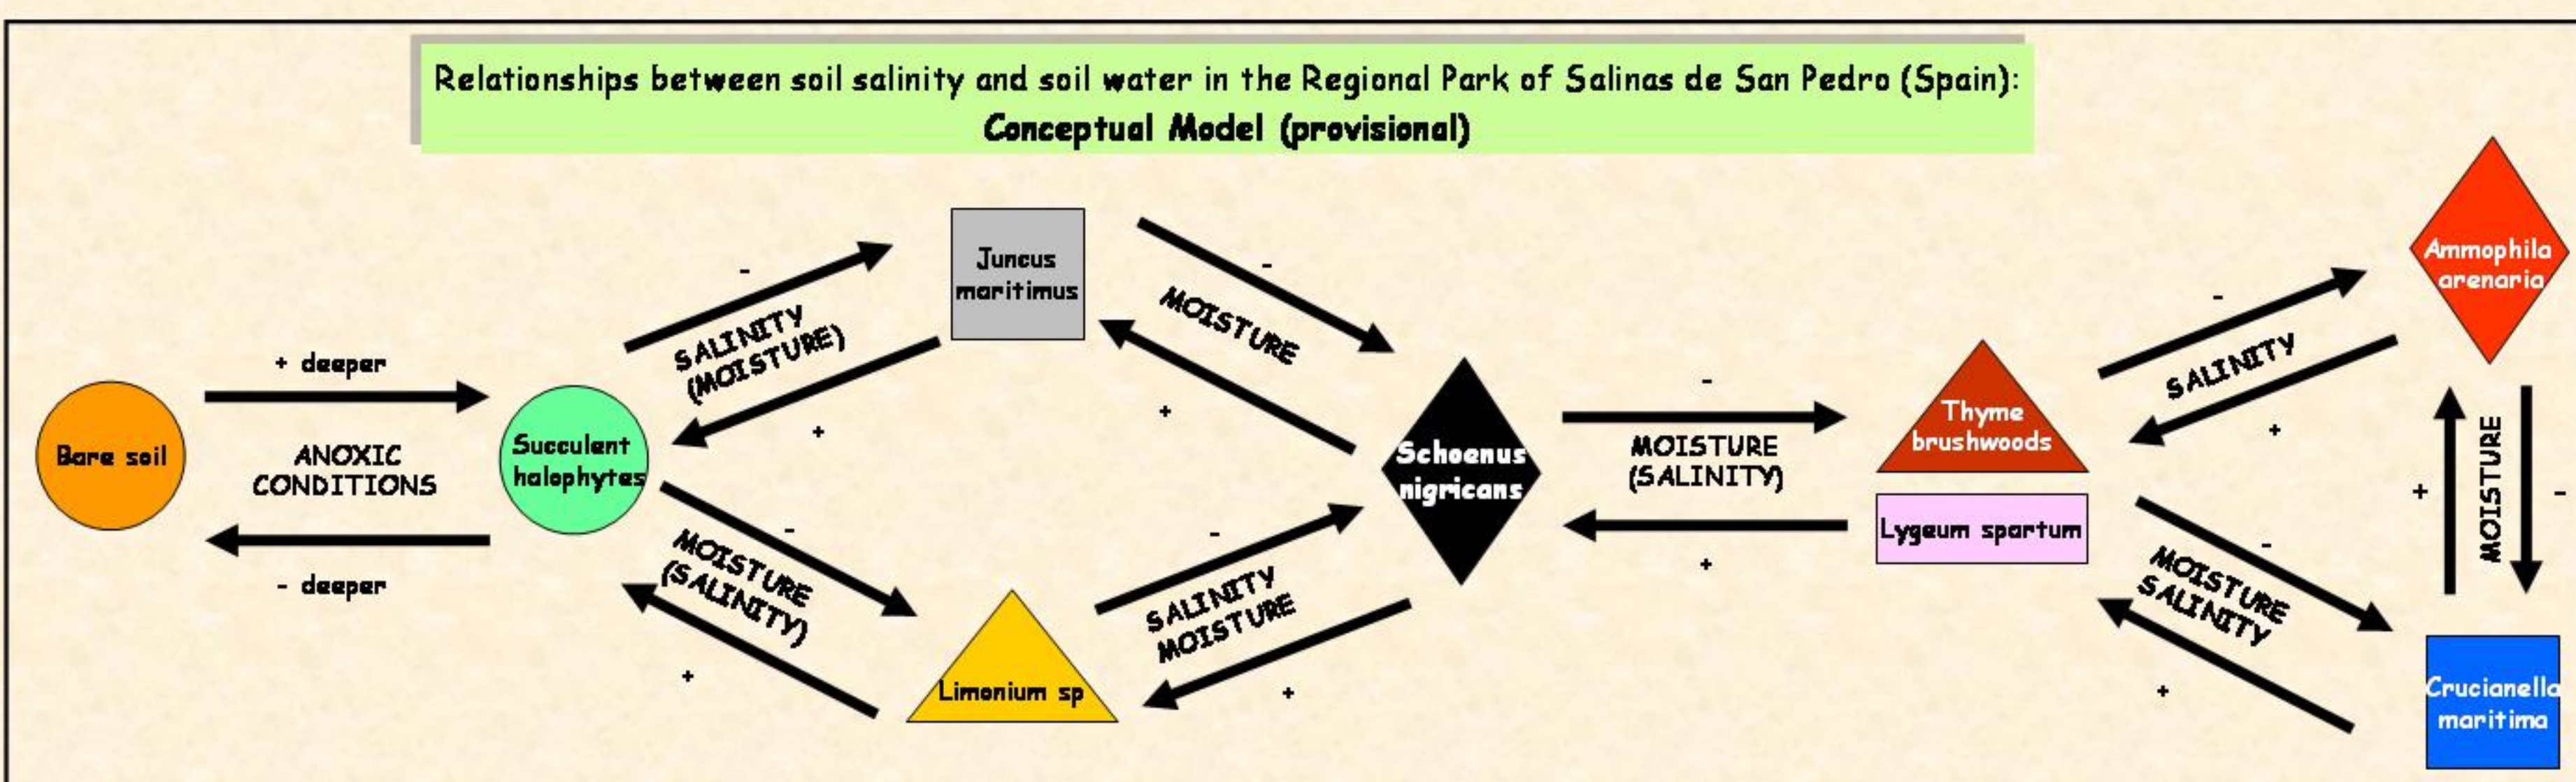 Relationships between soil salinity and soil water in the Regional Park of Salinas de San Pedro (Spain):
Conceptual Model (provisional)
Bare soil
+ deeper
ANOXIC
CONDITIONS
- deeper
Succulent
halophytes
-
SALINITY
(MOISTURE)
+
-
MOISTURE
(SALINITY)
+
Juncus
maritimus
Limonium sp
-
MOISTURE
+
-
SALINITY
MOISTURE
+
Schoenus
nigricans
-
MOISTURE
(SALINITY)
+
Thyme
brushwoods
Lygeum spartum
-
SALINITY
+
-
MOISTURE
SALINITY
+
Ammophila
arenaria
+
MOISTURE
-
Crucianella
maritima